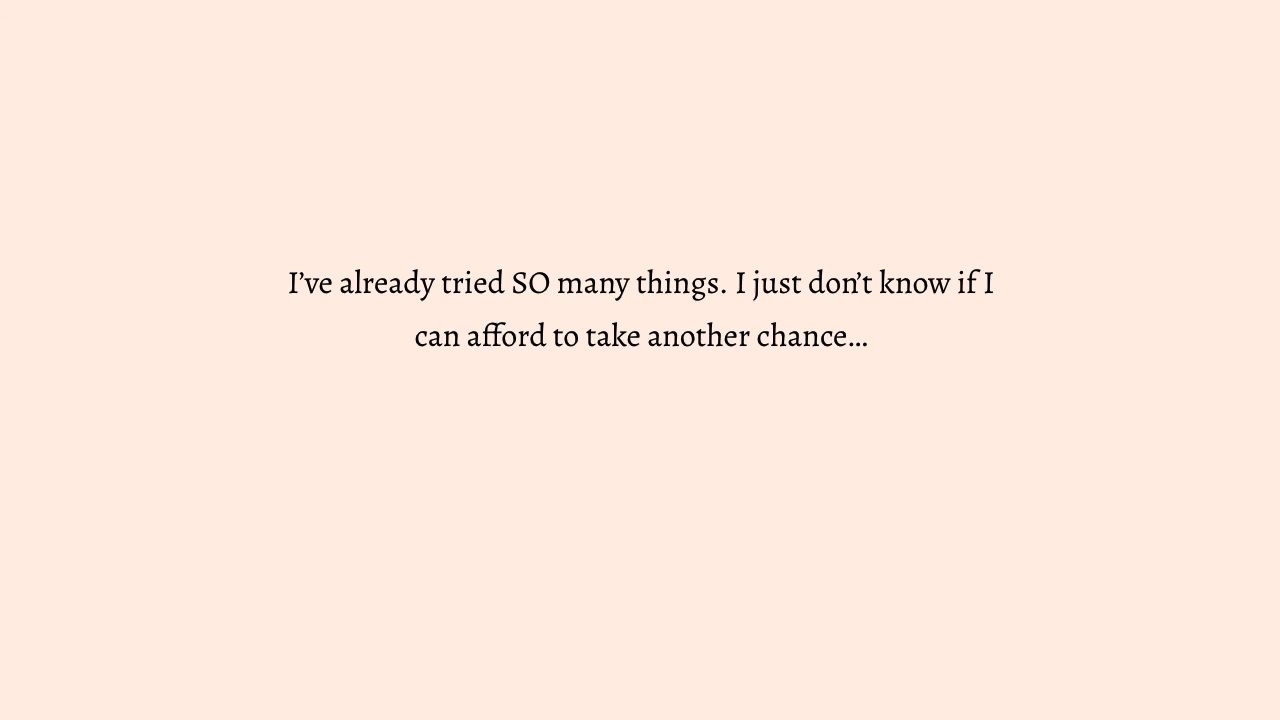 I’ve already tried SO many things. I just don’t know if I
can afford to take another chance…